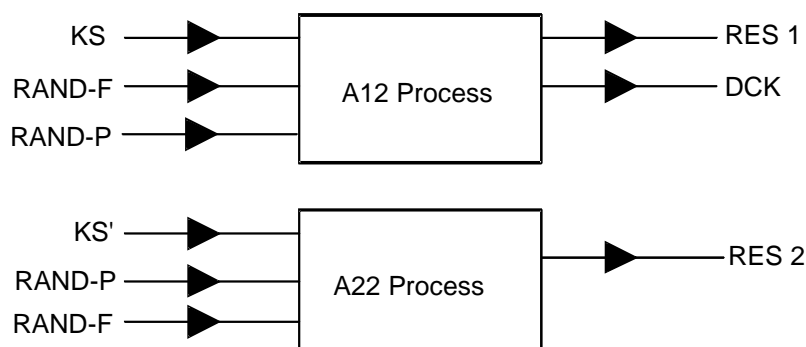 KS
RAND-F
RAND-P
A12 Process
RES 1
DCK
KS'
RAND-P
RAND-F
A22 Process
RES 2